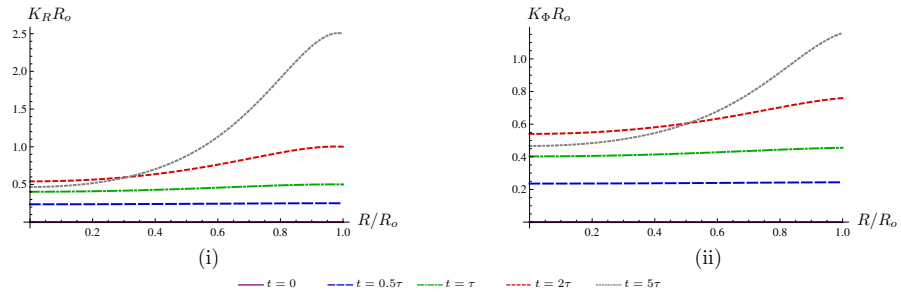 K_R R_o
2.5
2.0
1.5
1.0
0.5
0.2 0.4 0.6 0.8 1.0 R/R_o
(i)
K_Φ R_o
1.0
0.8
0.6
0.4
0.2
0.2 0.4 0.6 0.8 1.0 R/R_o
(ii)
t = 0 t = 0.5τ t = τ t = 2τ t = 5τ